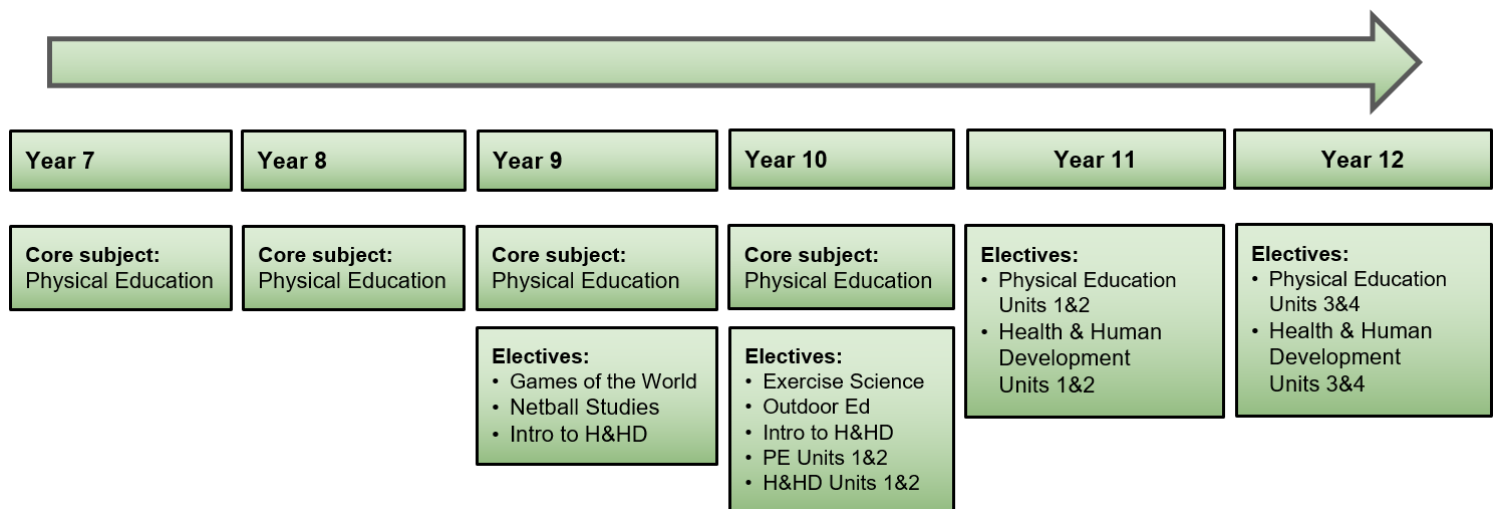 Year 7
Year 8
Year 9
Year 10
Year 11
Year 12
Core subject:
Physical Education
Core subject:
Physical Education
Core subject:
Physical Education
Core subject:
Physical Education
Electives:
• Physical Education
Units 1&2
• Health & Human
Development
Units 1&2
Electives:
• Physical Education
Units 3&4
• Health & Human
Development
Units 3&4
Electives:
• Games of the World
• Netball Studies
• Intro to H&HD
Electives:
• Exercise Science
• Outdoor Ed
• Intro to H&HD
• PE Units 1&2
• H&HD Units 1&2